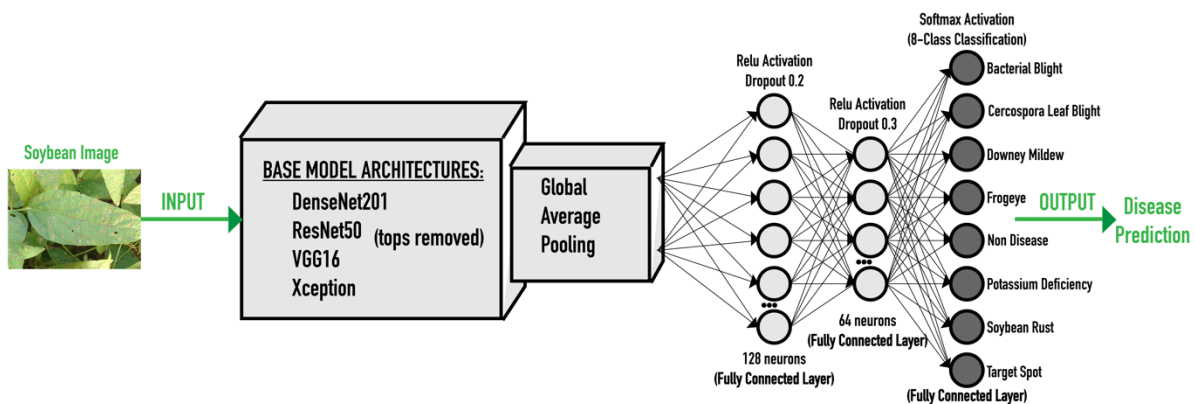 Soybean Image
INPUT
BASE MODEL ARCHITECTURES:
DenseNet201
ResNet50
(tops removed)
VGG16
Xception
Global
Average
Pooling
Relu Activation
Dropout 0.2
•••
128 neurons
(Fully Connected Layer)
Relu Activation
Dropout 0.3
•••
64 neurons
(Fully Connected Layer)
Softmax Activation
(8-Class Classification)
Bacterial Blight
Cercospora Leaf Blight
Downey Mildew
Frogeye
Non Disease
Potassium Deficiency
Soybean Rust
Target Spot
(Fully Connected Layer)
OUTPUT
Disease
Prediction